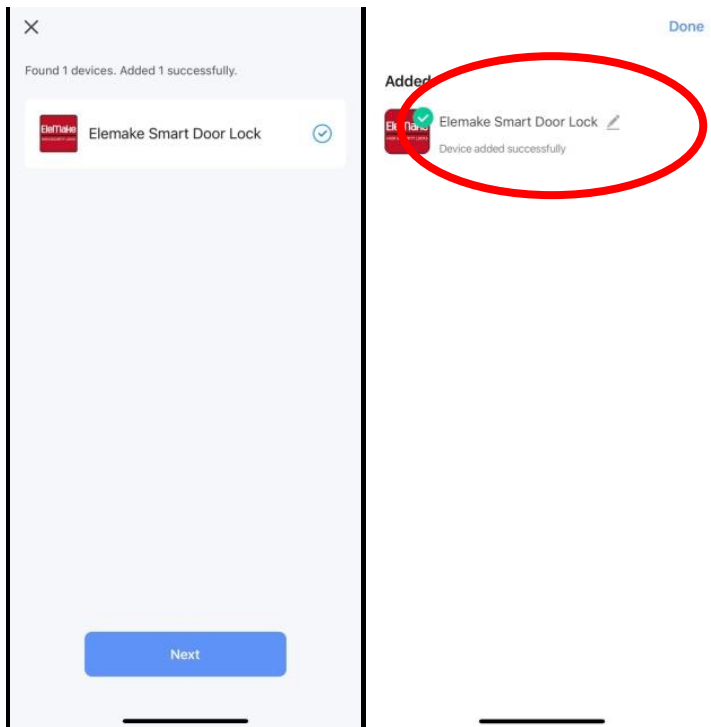 Found 1 devices. Added 1 successfully.
EleMake
Elemake Smart Door Lock
Next
Done
Added
Elemake Smart Door Lock
Device added successfully